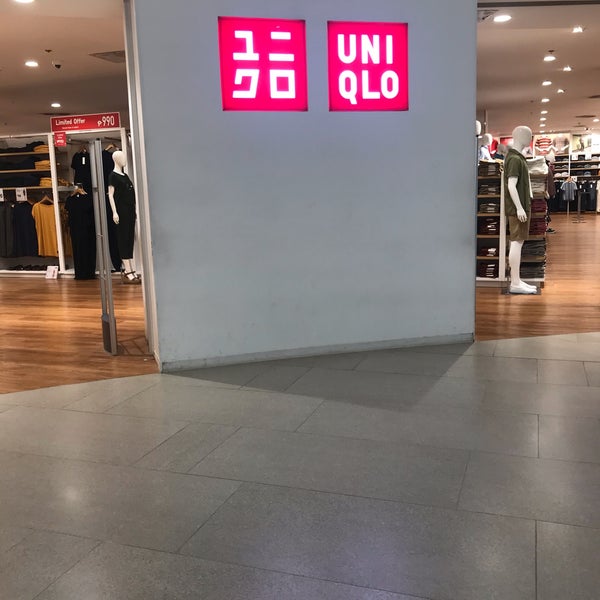 ユニ
クロ
UNI
QLO
Limited Offer
₱990